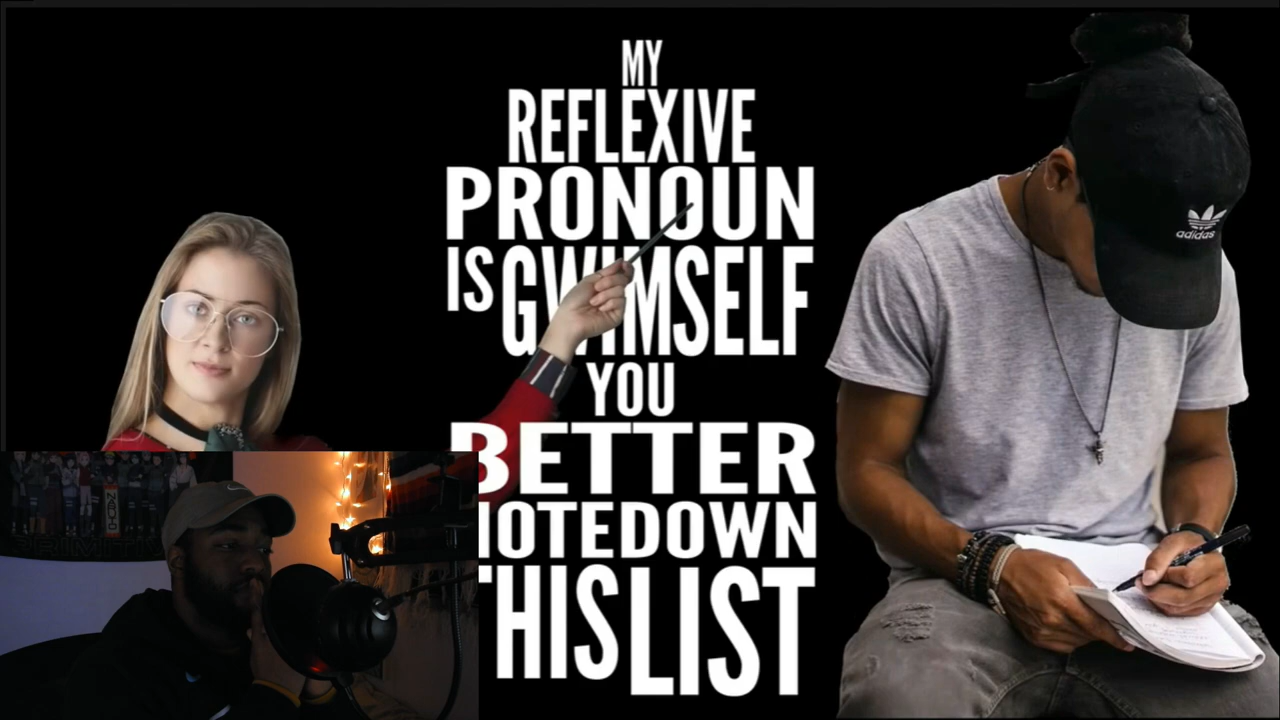 MY
REFLEXIVE
PRONOUN
IS GWIMSELF
YOU
BETTER
NOTEDOWN
THIS LIST
adidas